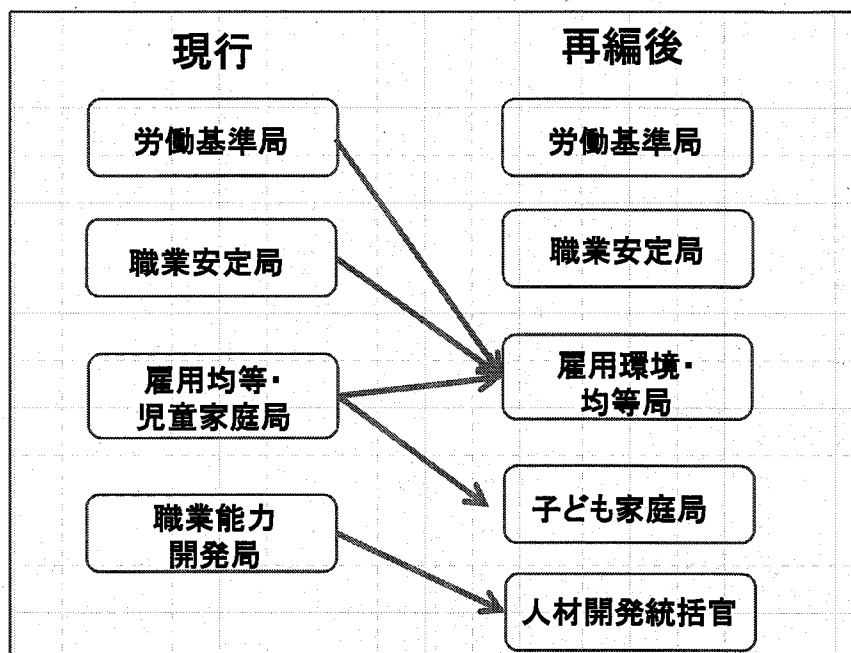 現行
再編後
労働基準局
労働基準局
職業安定局
職業安定局
雇用均等・
児童家庭局
雇用環境・
均等局
職業能力
開発局
子ども家庭局
人材開発統括官